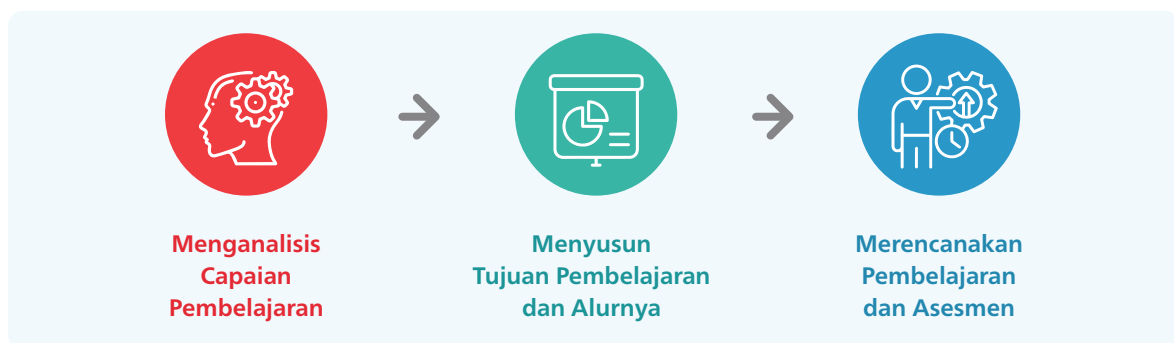 Menganalisis
Capaian
Pembelajaran
Menyusun
Tujuan Pembelajaran
dan Alurnya
Merencanakan
Pembelajaran
dan Asesmen